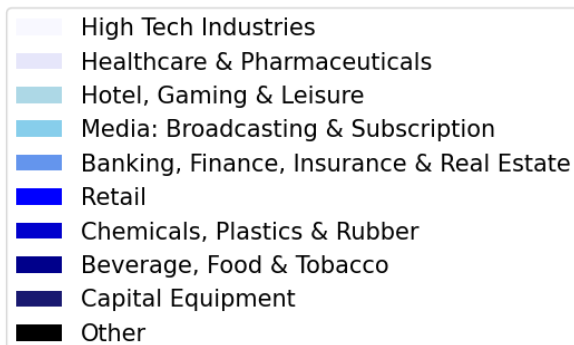 High Tech Industries
Healthcare & Pharmaceuticals
Hotel, Gaming & Leisure
Media: Broadcasting & Subscription
Banking, Finance, Insurance & Real Estate
Retail
Chemicals, Plastics & Rubber
Beverage, Food & Tobacco
Capital Equipment
Other